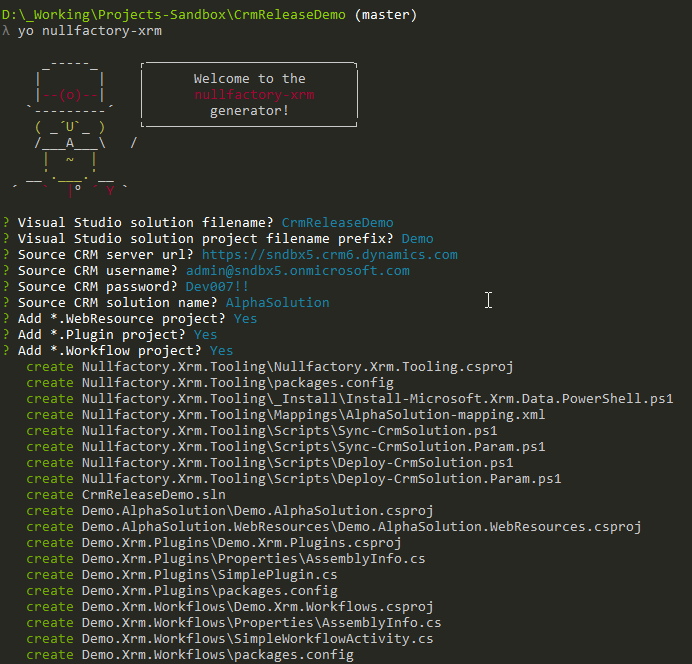 D:\_Working\Projects-Sandbox\CrmReleaseDemo (master)
λ yo nullfactory-xrm
Welcome to the
nullfactory-xrm
generator!
? Visual Studio solution filename? CrmReleaseDemo
? Visual Studio solution project filename prefix? Demo
? Source CRM server url? https://sndbx5.crm6.dynamics.com
? Source CRM username? admin@sndbx5.onmicrosoft.com
? Source CRM password? Dev007!!
? Source CRM solution name? AlphaSolution
? Add *.WebResource project? Yes
? Add *.Plugin project? Yes
? Add *.Workflow project? Yes
create Nullfactory.Xrm.Tooling\Nullfactory.Xrm.Tooling.csproj
create Nullfactory.Xrm.Tooling\packages.config
create Nullfactory.Xrm.Tooling\_Install\Install-Microsoft.Xrm.Data.PowerShell.ps1
create Nullfactory.Xrm.Tooling\Mappings\AlphaSolution-mapping.xml
create Nullfactory.Xrm.Tooling\Scripts\Sync-CrmSolution.ps1
create Nullfactory.Xrm.Tooling\Scripts\Sync-CrmSolution.Param.ps1
create Nullfactory.Xrm.Tooling\Scripts\Deploy-CrmSolution.ps1
create Nullfactory.Xrm.Tooling\Scripts\Deploy-CrmSolution.Param.ps1
create CrmReleaseDemo.sln
create Demo.AlphaSolution\Demo.AlphaSolution.csproj
create Demo.AlphaSolution.WebResources\Demo.AlphaSolution.WebResources.csproj
create Demo.Xrm.Plugins\Demo.Xrm.Plugins.csproj
create Demo.Xrm.Plugins\Properties\AssemblyInfo.cs
create Demo.Xrm.Plugins\SimplePlugin.cs
create Demo.Xrm.Plugins\packages.config
create Demo.Xrm.Workflows\Demo.Xrm.Workflows.csproj
create Demo.Xrm.Workflows\Properties\AssemblyInfo.cs
create Demo.Xrm.Workflows\SimpleWorkflowActivity.cs
create Demo.Xrm.Workflows\packages.config